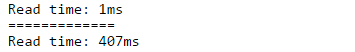 Read time: 1ms
=============
Read time: 407ms